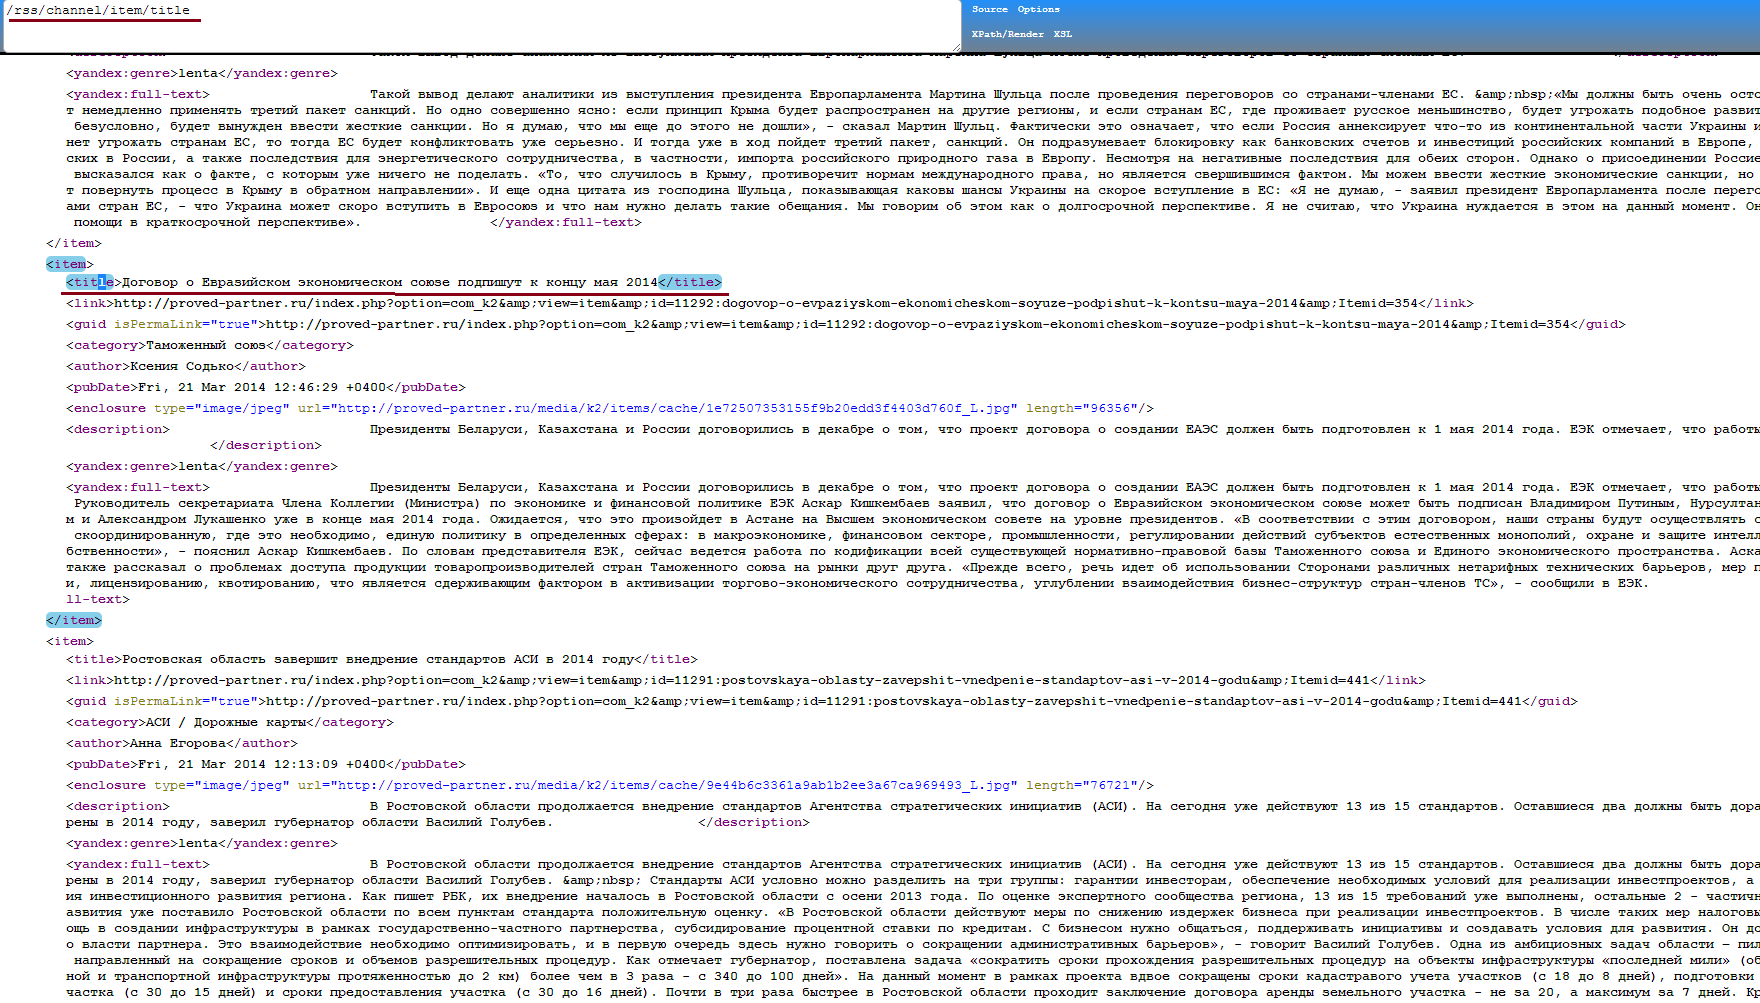 /rss/channel/item/title
Source Options
XPath/Render XSL
<yandex:genre>lenta</yandex:genre>
<yandex:full-text> Такой вывод делают аналитики из выступления президента Европарламента Мартина Шульца после проведения переговоров со странами-членами ЕС. &amp;nbsp;«Мы должны быть очень осто
т немедленно применять третий пакет санкций. Но одно совершенно ясно: если принцип Крыма будет распространен на другие регионы, и если странам ЕС, где проживает русское меньшинство, будет угрожать подобное развит
безусловно, будет вынужден ввести жесткие санкции. Но я думаю, что мы еще до этого не дошли», - сказал Мартин Шульц. Фактически это означает, что если Россия аннексирует что-то из континентальной части Украины и
нет угрожать странам ЕС, то тогда ЕС будет конфликтовать уже серьезно. И тогда уже в ход пойдет третий пакет, санкций. Он подразумевает блокировку как банковских счетов и инвестиций российских компаний в Европе,
ских в России, а также последствия для энергетического сотрудничества, в частности, импорта российского природного газа в Европу. Несмотря на негативные последствия для обеих сторон. Однако о присоединении Россие
высказался как о факте, с которым уже ничего не поделать. «То, что случилось в Крыму, противоречит нормам международного права, но является свершившимся фактом. Мы можем ввести жесткие экономические санкции, но
т повернуть процесс в Крыму в обратном направлении». И еще одна цитата из господина Шульца, показывающая каковы шансы Украины на скорое вступление в ЕС: «Я не думаю, - заявил президент Европарламента после перего
ами стран ЕС, - что Украина может скоро вступить в Евросоюз и что нам нужно делать такие обещания. Мы говорим об этом как о долгосрочной перспективе. Я не считаю, что Украина нуждается в этом на данный момент. Он
помощи в краткосрочной перспективе». </yandex:full-text>
</item>
<item>
<title>Договор о Евразийском экономическом союзе подпишут к концу мая 2014</title>
<link>http://proved-partner.ru/index.php?option=com_k2&amp;view=item&amp;id=11292:dogovop-o-evpaziyskom-ekonomicheskom-soyuze-podpishut-k-kontsu-maya-2014&amp;Itemid=354</link>
<guid isPermaLink="true">http://proved-partner.ru/index.php?option=com_k2&amp;view=item&amp;id=11292:dogovop-o-evpaziyskom-ekonomicheskom-soyuze-podpishut-k-kontsu-maya-2014&amp;Itemid=354</guid>
<category>Таможенный союз</category>
<author>Ксения Содько</author>
<pubDate>Fri, 21 Mar 2014 12:46:29 +0400</pubDate>
<enclosure type="image/jpeg" url="http://proved-partner.ru/media/k2/items/cache/1e72507353155f9b20edd3f4403d760f_L.jpg" length="96356"/>
<description> Президенты Беларуси, Казахстана и России договорились в декабре о том, что проект договора о создании ЕАЭС должен быть подготовлен к 1 мая 2014 года. ЕЭК отмечает, что работы
</description>
<yandex:genre>lenta</yandex:genre>
<yandex:full-text> Президенты Беларуси, Казахстана и России договорились в декабре о том, что проект договора о создании ЕАЭС должен быть подготовлен к 1 мая 2014 года. ЕЭК отмечает, что работы
Руководитель секретариата Члена Коллегии (Министра) по экономике и финансовой политике ЕЭК Аскар Кишкембаев заявил, что договор о Евразийском экономическом союзе может быть подписан Владимиром Путиным, Нурсултан
м и Александром Лукашенко уже в конце мая 2014 года. Ожидается, что это произойдет в Астане на Высшем экономическом совете на уровне президентов. «В соответствии с этим договором, наши страны будут осуществлять с
скоординированную, где это необходимо, единую политику в определенных сферах: в макроэкономике, финансовом секторе, промышленности, регулировании действий субъектов естественных монополий, охране и защите интелл
бственности», - пояснил Аскар Кишкембаев. По словам представителя ЕЭК, сейчас ведется работа по кодификации всей существующей нормативно-правовой базы Таможенного союза и Единого экономического пространства. Аска
также рассказал о проблемах доступа продукции товаропроизводителей стран Таможенного союза на рынки друг друга. «Прежде всего, речь идет об использовании Сторонами различных нетарифных технических барьеров, мер п
и, лицензированию, квотированию, что является сдерживающим фактором в активизации торгово-экономического сотрудничества, углублении взаимодействия бизнес-структур стран-членов ТС», - сообщили в ЕЭК.
ll-text>
</item>
<item>
<title>Ростовская область завершит внедрение стандартов АСИ в 2014 году</title>
<link>http://proved-partner.ru/index.php?option=com_k2&amp;view=item&amp;id=11291:postovskaya-oblasty-zavepshit-vnedpenie-standaptov-asi-v-2014-godu&amp;Itemid=441</link>
<guid isPermaLink="true">http://proved-partner.ru/index.php?option=com_k2&amp;view=item&amp;id=11291:postovskaya-oblasty-zavepshit-vnedpenie-standaptov-asi-v-2014-godu&amp;Itemid=441</guid>
<category>АСИ / Дорожные карты</category>
<author>Анна Егорова</author>
<pubDate>Fri, 21 Mar 2014 12:13:09 +0400</pubDate>
<enclosure type="image/jpeg" url="http://proved-partner.ru/media/k2/items/cache/9e44b6c3361a9ab1b2ee3a67ca969493_L.jpg" length="76721"/>
<description> В Ростовской области продолжается внедрение стандартов Агентства стратегических инициатив (АСИ). На сегодня уже действуют 13 из 15 стандартов. Оставшиеся два должны быть дора
рены в 2014 году, заверил губернатор области Василий Голубев. </description>
<yandex:genre>lenta</yandex:genre>
<yandex:full-text> В Ростовской области продолжается внедрение стандартов Агентства стратегических инициатив (АСИ). На сегодня уже действуют 13 из 15 стандартов. Оставшиеся два должны быть дора
рены в 2014 году, заверил губернатор области Василий Голубев. &amp;nbsp; Стандарты АСИ условно можно разделить на три группы: гарантии инвесторам, обеспечение необходимых условий для реализации инвестпроектов, а
ия инвестиционного развития региона. Как пишет РБК, их внедрение началось в Ростовской области с осени 2013 года. По оценке экспертного сообщества региона, 13 из 15 требований уже выполнены, остальные 2 - частичн
азвития уже поставило Ростовской области по всем пунктам стандарта положительную оценку. «В Ростовской области действуют меры по снижению издержек бизнеса при реализации инвестпроектов. В числе таких мер налоговы
ощь в создании инфраструктуры в рамках государственно-частного партнерства, субсидирование процентной ставки по кредитам. С бизнесом нужно общаться, поддерживать инициативы и создавать условия для развития. Он до
о власти партнера. Это взаимодействие необходимо оптимизировать, и в первую очередь здесь нужно говорить о сокращении административных барьеров», - говорит Василий Голубев. Одна из амбициозных задач области – пил
направленный на сокращение сроков и объемов разрешительных процедур. Как отмечает губернатор, поставлена задача «сократить сроки прохождения разрешительных процедур на объекты инфраструктуры «последней мили» (об
ной и транспортной инфраструктуры протяженностью до 2 км) более чем в 3 раза - с 340 до 100 дней». На данный момент в рамках проекта вдвое сокращены сроки кадастрового учета участков (с 18 до 8 дней), подготовки
частка (с 30 до 15 дней) и сроки предоставления участка (с 30 до 16 дней). Почти в три раза быстрее в Ростовской области проходит заключение договора аренды земельного участка - не за 20, а максимум за 7 дней. Кр